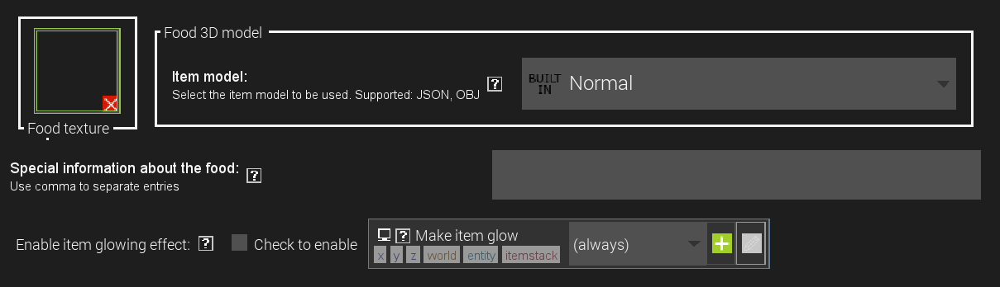 Food 3D model
Item model:
Select the item model to be used. Supported: JSON, OBJ
?
BUILT
IN
Normal
Food texture
Special information about the food:
?
Use comma to separate entries
Enable item glowing effect: ? Check to enable
? Make item glow
x y z world entity itemstack
(always)